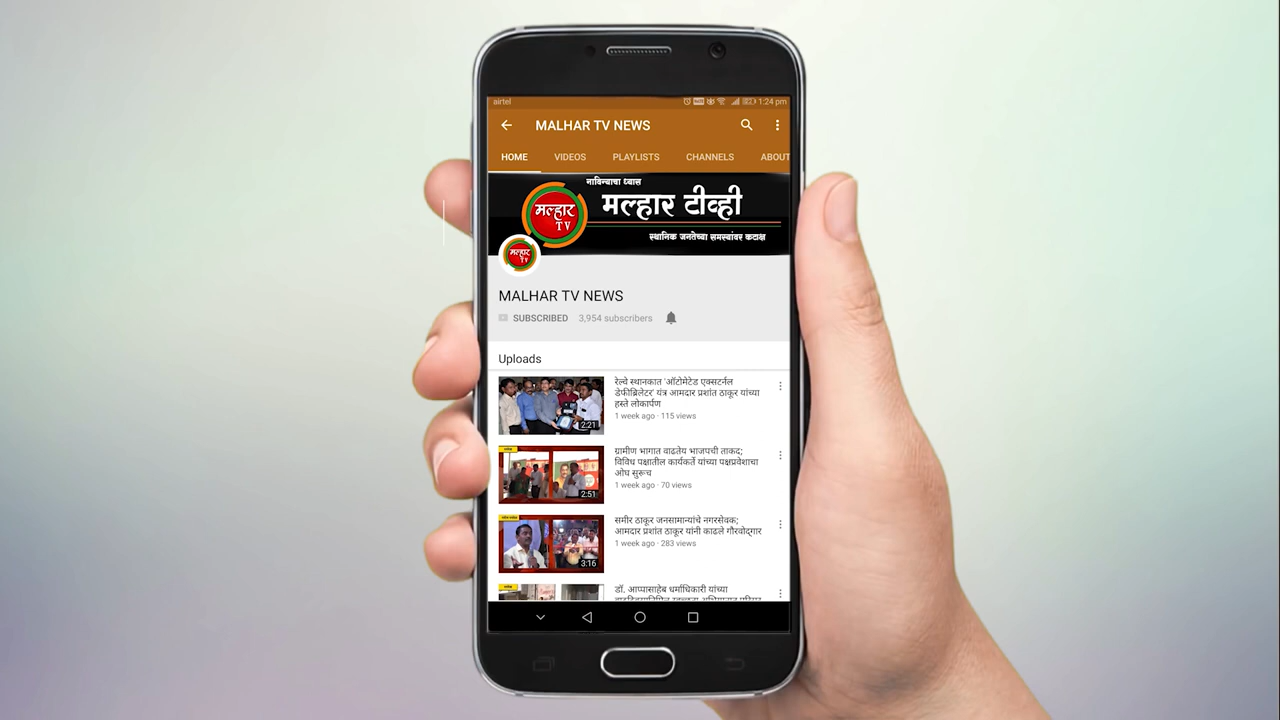 airtel 1:24 pm
MALHAR TV NEWS
HOME VIDEOS PLAYLISTS CHANNELS ABOUT
नाविन्याचा ध्यास
मल्हार टीव्ही
मल्हार
TV
स्थानिक जनतेच्या समस्यांवर कटाक्ष
मल्हार
TV
MALHAR TV NEWS
SUBSCRIBED 3,954 subscribers
Uploads
रेल्वे स्थानकात 'ऑटोमेटेड एक्सटर्नल
डेफीब्रिलेटर' यंत्र आमदार प्रशांत ठाकूर यांच्या
हस्ते लोकार्पण
1 week ago · 115 views
2:21
ग्रामीण भागात वाढतेय भाजपची ताकद;
विविध पक्षातील कार्यकर्ते यांच्या पक्षप्रवेशाचा
ओघ सुरूच
1 week ago · 70 views
2:51
समीर ठाकूर जनसामान्यांचे नगरसेवक;
आमदार प्रशांत ठाकूर यांनी काढले गौरवोद्गार
1 week ago · 283 views
3:16
डॉ. आप्पासाहेब धर्माधिकारी यांच्या